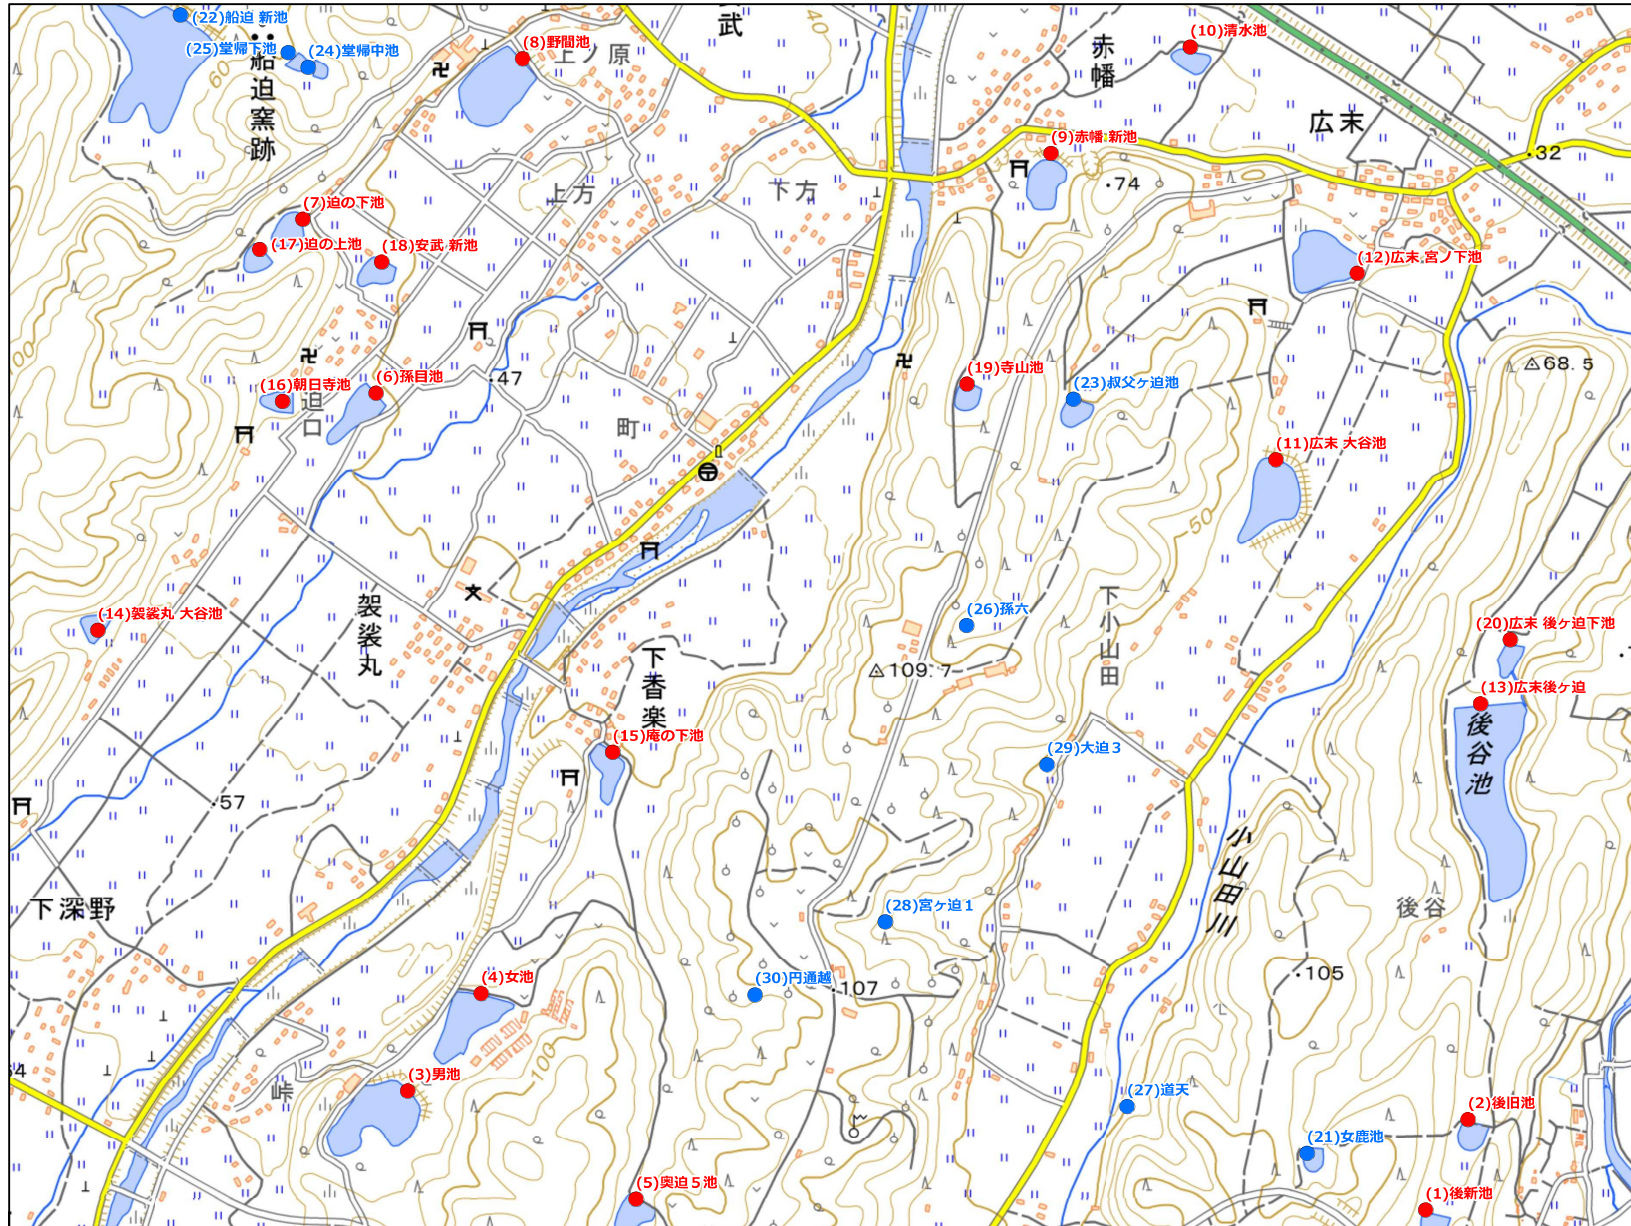 (22)船迫 新池
(25)堂帰下池
(24)堂帰中池
船迫窯跡
60
(8)野間池
上ノ原
武
40
赤幡
(10)清水池
広末
32
(9)赤幡 新池
74
上方
下方
(7)迫の下池
(17)迫の上池
(18)安武 新池
(12)広末 宮ノ下池
68.5
00
(16)朝日寺池
(6)孫目池
迫口
47
町
(19)寺山池
(23)叔父ヶ迫池
(11)広末 大谷池
50
(14)袈裟丸 大谷池
袈裟丸
下香楽
(26)孫六
109.7
下小山田
(20)広末 後ヶ迫下池
(13)広末後ヶ迫
後谷池
(15)庵の下池
(29)大迫3
57
小山田川
下深野
(28)宮ヶ迫1
後谷
(4)女池
(30)円通越
107
105
100
64
(3)男池
峠
(27)道天
(2)後旧池
(21)女鹿池
(5)奥迫5池
(1)後新池